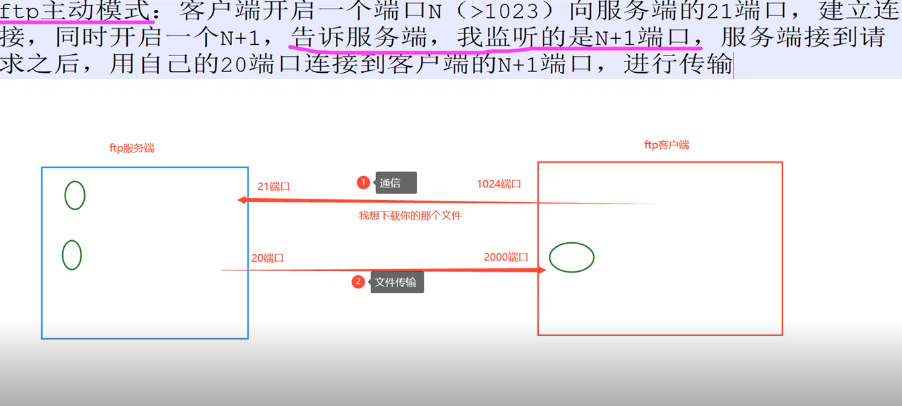 ftp主动模式：客户端开启一个端口N（>1023）向服务端的21端口，建立连
接，同时开启一个N+1，告诉服务端，我监听的是N+1端口，服务端接到请
求之后，用自己的20端口连接到客户端的N+1端口，进行传输
ftp服务端
ftp客户端
21端口
1 通信
1024端口
我想下载你的那个文件
20端口
2000端口
2 文件传输